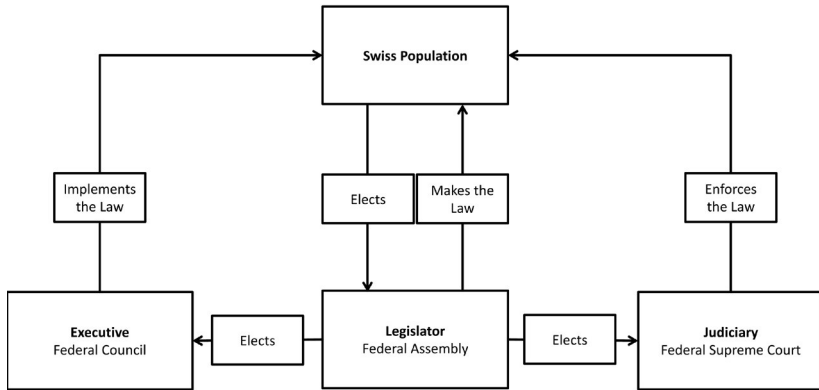 Swiss Population
Implements
the Law
Elects
Makes the
Law
Enforces
the Law
Executive
Federal Council
Elects
Legislator
Federal Assembly
Elects
Judiciary
Federal Supreme Court